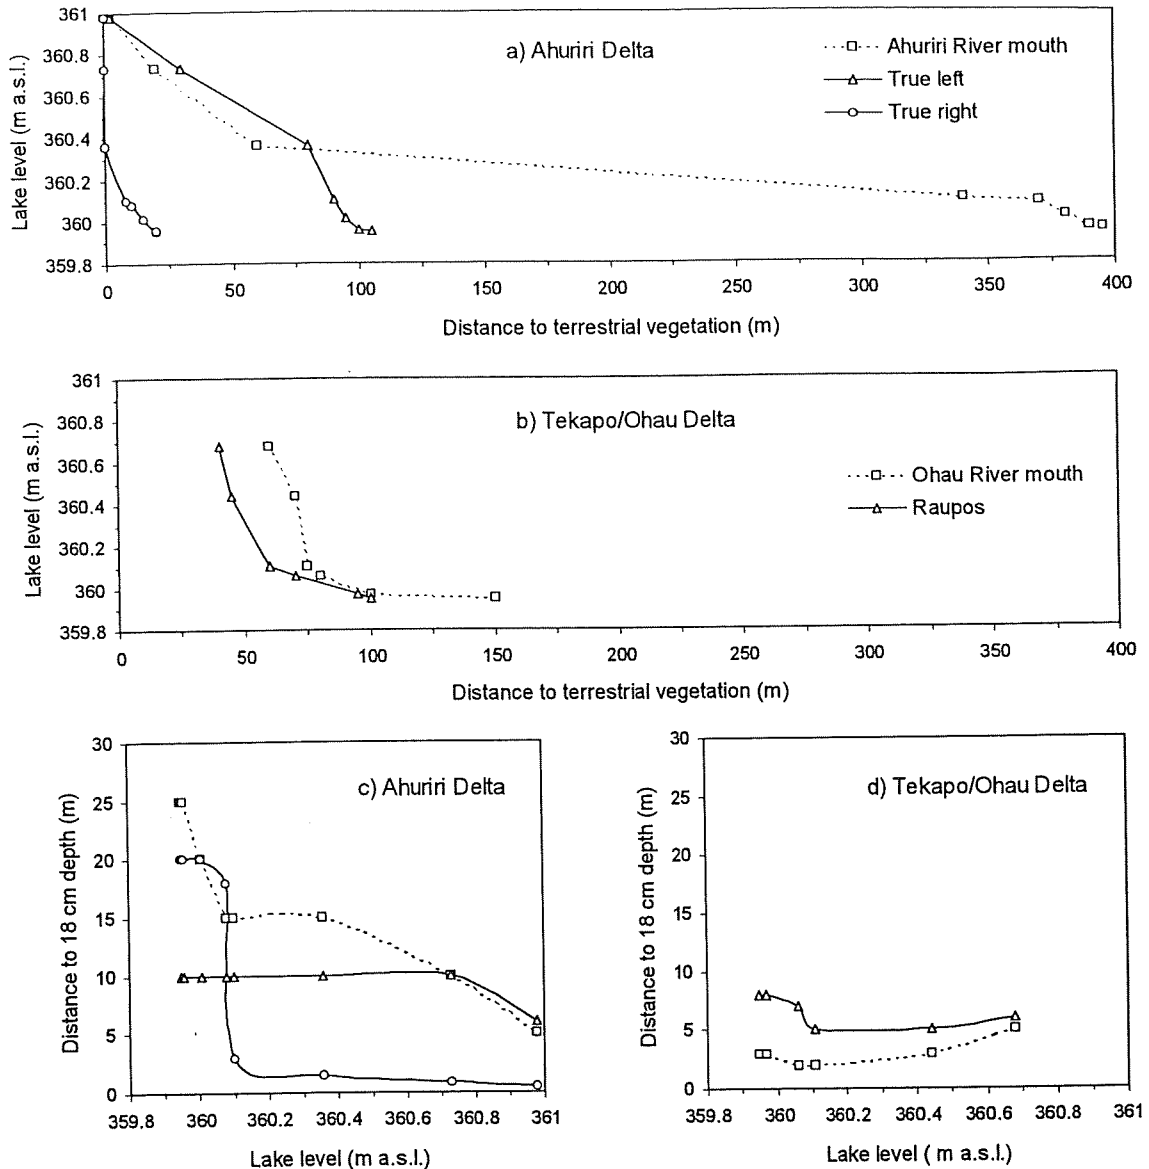 a) Ahuriri Delta
Ahuriri River mouth
True left
True right
Lake level (m a.s.l.)
361
360.8
360.6
360.4
360.2
360
359.8
0 50 100 150 200 250 300 350 400
Distance to terrestrial vegetation (m)
b) Tekapo/Ohau Delta
Ohau River mouth
Raupos
Lake level (m a.s.l.)
361
360.8
360.6
360.4
360.2
360
359.8
0 50 100 150 200 250 300 350 400
Distance to terrestrial vegetation (m)
c) Ahuriri Delta
Distance to 18 cm depth (m)
30
25
20
15
10
5
0
359.8 360 360.2 360.4 360.6 360.8 361
Lake level (m a.s.l.)
d) Tekapo/Ohau Delta
Distance to 18 cm depth (m)
30
25
20
15
10
5
0
359.8 360 360.2 360.4 360.6 360.8 361
Lake level ( m a.s.l.)